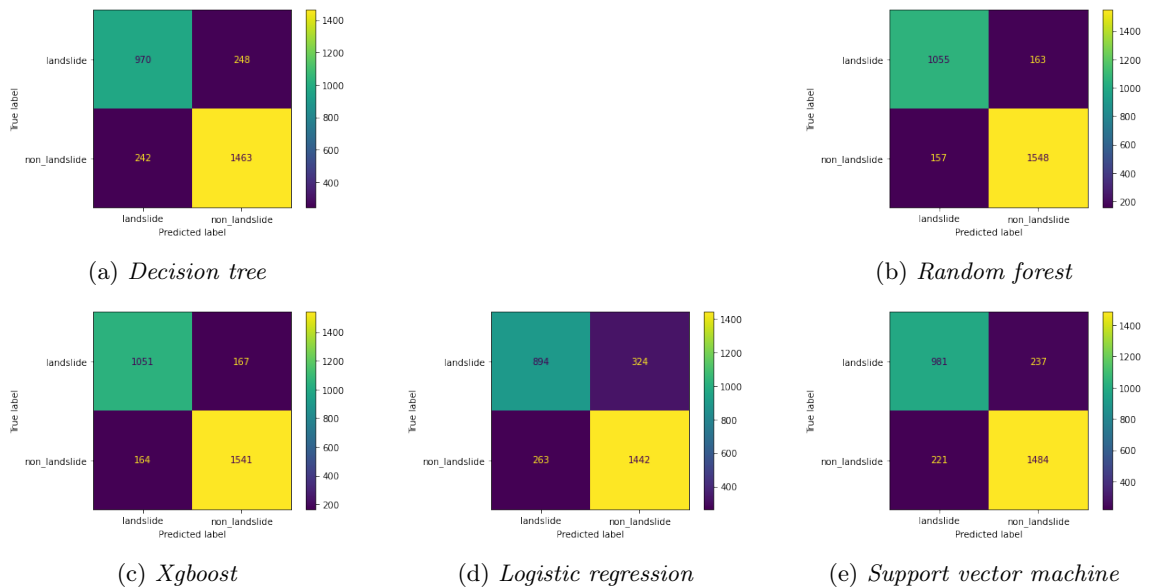 landslide
non_landslide
True label
970
248
242
1463
landslide
non_landslide
Predicted label
1400
1200
1000
800
600
400
(a) Decision tree
landslide
non_landslide
True label
1055
163
157
1548
landslide
non_landslide
Predicted label
1400
1200
1000
800
600
400
200
(b) Random forest
landslide
non_landslide
True label
1051
167
164
1541
landslide
non_landslide
Predicted label
1400
1200
1000
800
600
400
200
(c) Xgboost
landslide
non_landslide
True label
894
324
263
1442
landslide
non_landslide
Predicted label
1400
1200
1000
800
600
400
(d) Logistic regression
landslide
non_landslide
True label
981
237
221
1484
landslide
non_landslide
Predicted label
1400
1200
1000
800
600
400
(e) Support vector machine